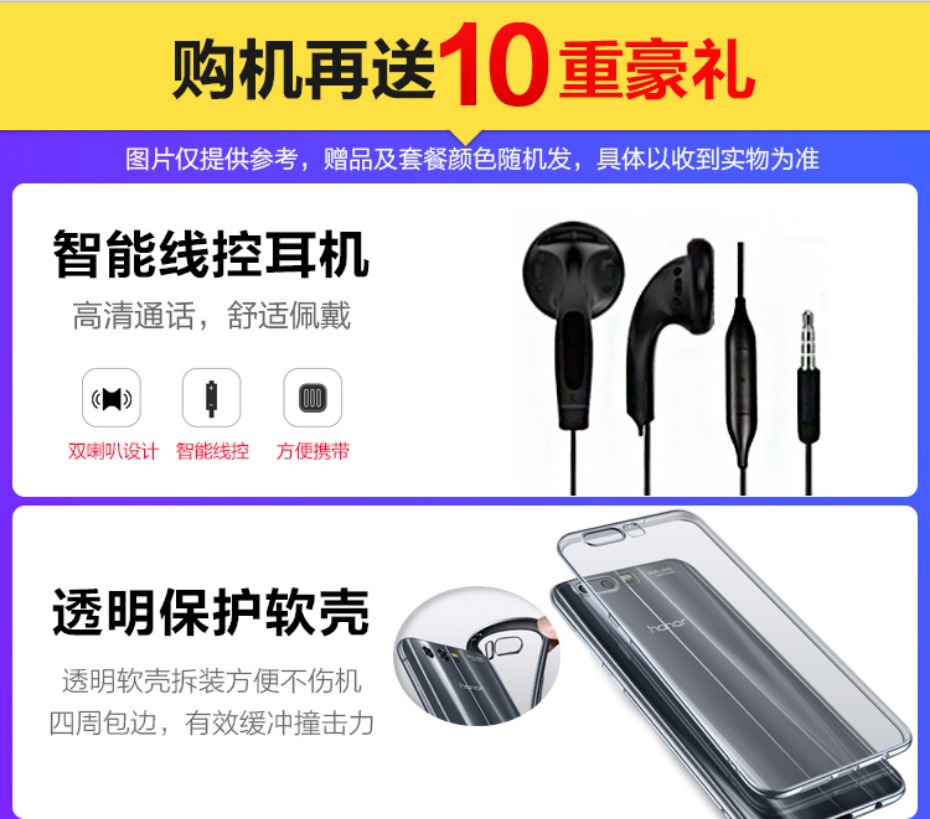 购机再送10重豪礼
图片仅提供参考，赠品及套餐颜色随机发，具体以收到实物为准
智能线控耳机
高清通话，舒适佩戴
双喇叭设计 智能线控 方便携带
透明保护软壳
透明软壳拆装方便不伤机
四周包边，有效缓冲撞击力
honor
honor